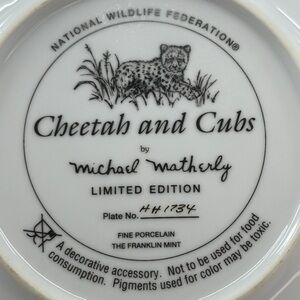 NATIONAL WILDLIFE FEDERATION®
Cheetah and Cubs
by
Michael Matherly
LIMITED EDITION
Plate No. HH1734
FINE PORCELAIN
THE FRANKLIN MINT
A decorative accessory. Not to be used for food
consumption. Pigments used for color may be toxic.